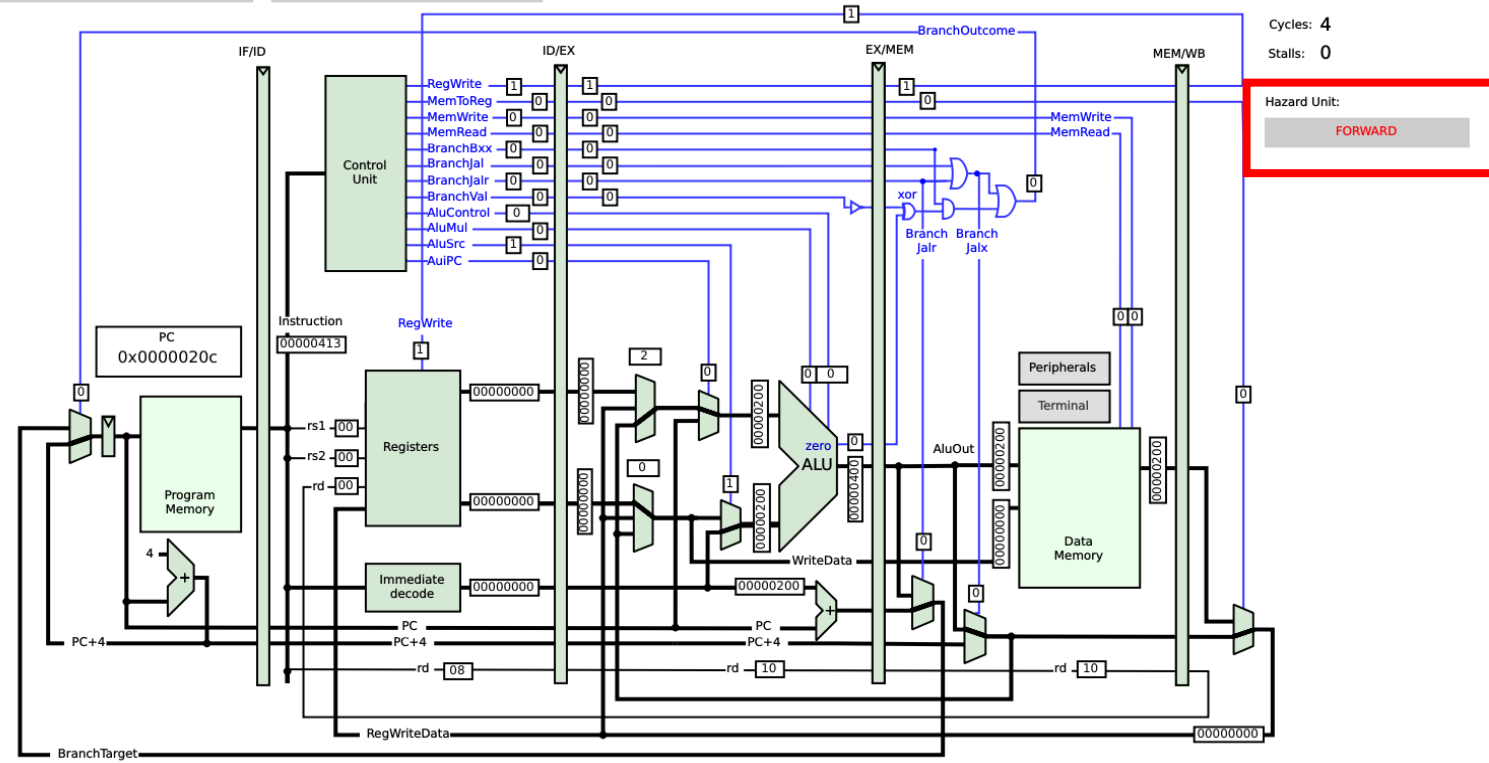 1
Cycles: 4
BranchOutcome
IF/ID
ID/EX
EX/MEM
MEM/WB
Stalls: 0
RegWrite 1 1 1
MemToReg 0 0 0
MemWrite 0 0 MemWrite
MemRead 0 0 MemRead
BranchBxx 0 0
BranchJal 0 0
BranchJalr 0 0 0
BranchVal 0 0 xor
AluControl 0
AluMul 0
AluSrc 1
AuiPC 0
Control
Unit
Hazard Unit:
FORWARD
Branch
Jalr
Branch
Jalx
Instruction
00000413
RegWrite
1
0 0
PC
0x0000020c
2
0
0 0
Peripherals
Terminal
0
0
00000000
00000000
00000200
rs1 00
rs2 00
rd 00
Registers
zero 0
ALU
AluOut
00000200
00000200
00000400
0
1
00000000
00000000
00000200
00000000
Program
Memory
Data
Memory
4
+
WriteData
0
Immediate
decode
00000000
00000200
+
0
PC
PC
PC+4
PC+4
PC+4
rd 08
rd 10
rd 10
RegWriteData
00000000
BranchTarget